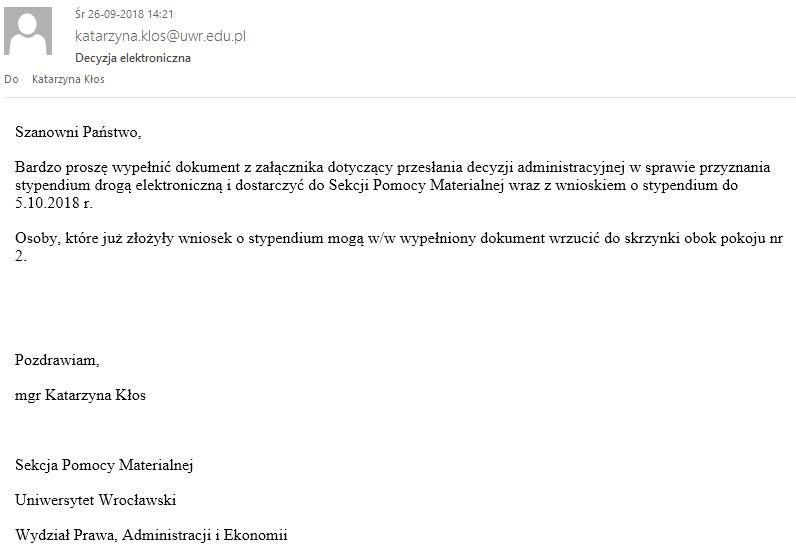 Śr 26-09-2018 14:21
katarzyna.klos@uwr.edu.pl
Decyzja elektroniczna
Do Katarzyna Kłos
Szanowni Państwo,
Bardzo proszę wypełnić dokument z załącznika dotyczący przesłania decyzji administracyjnej w sprawie przyznania
stypendium drogą elektroniczną i dostarczyć do Sekcji Pomocy Materialnej wraz z wnioskiem o stypendium do
5.10.2018 r.
Osoby, które już złożyły wniosek o stypendium mogą w/w wypełniony dokument wrzucić do skrzynki obok pokoju nr
2.
Pozdrawiam,
mgr Katarzyna Kłos
Sekcja Pomocy Materialnej
Uniwersytet Wrocławski
Wydział Prawa, Administracji i Ekonomii